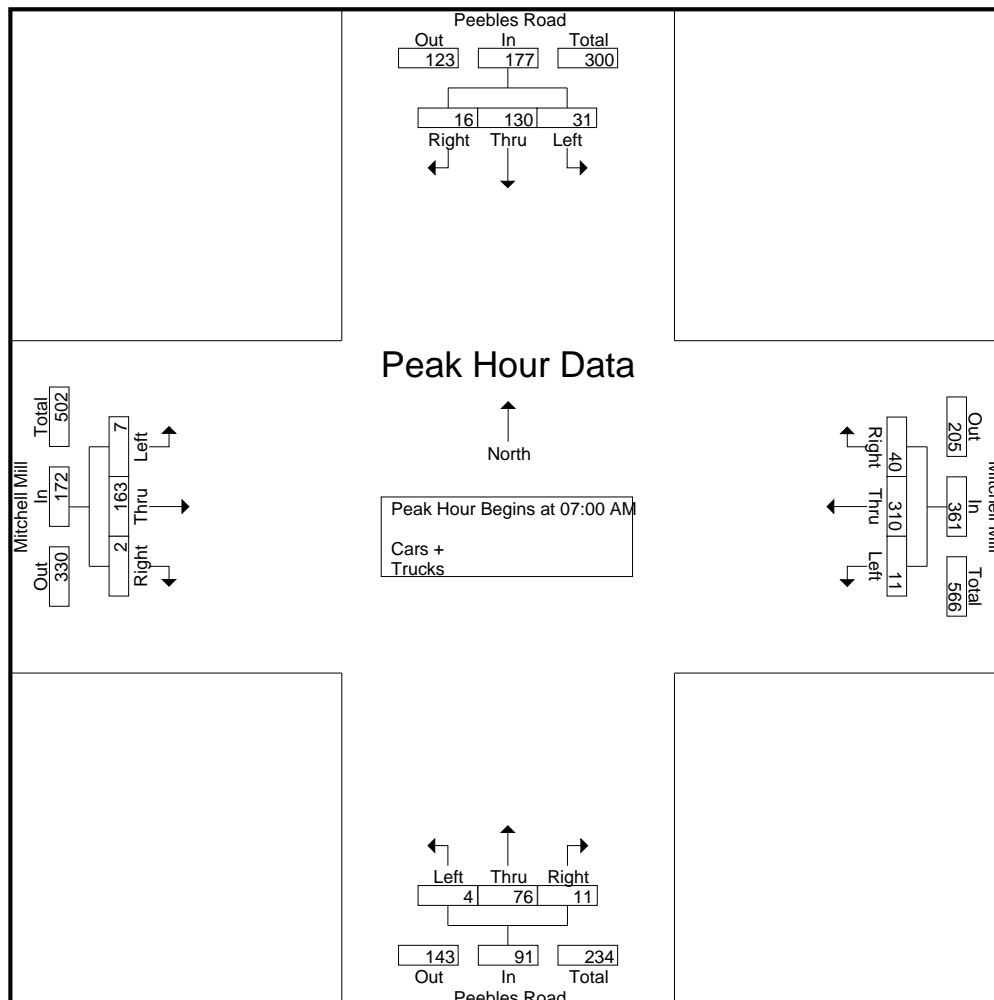 Peebles Road
Out In Total
123 177 300
16 130 31
Right Thru Left
Peak Hour Data
North
Peak Hour Begins at 07:00 AM
Cars +
Trucks
Mitchell Mill
Out In Total
330 172 502
2 163 7
Right Thru Left
Mitchell Mill
Out In Total
205 361 566
40 310 11
Right Thru Left
Left Thru Right
4 76 11
143 91 234
Out In Total
Peebles Road